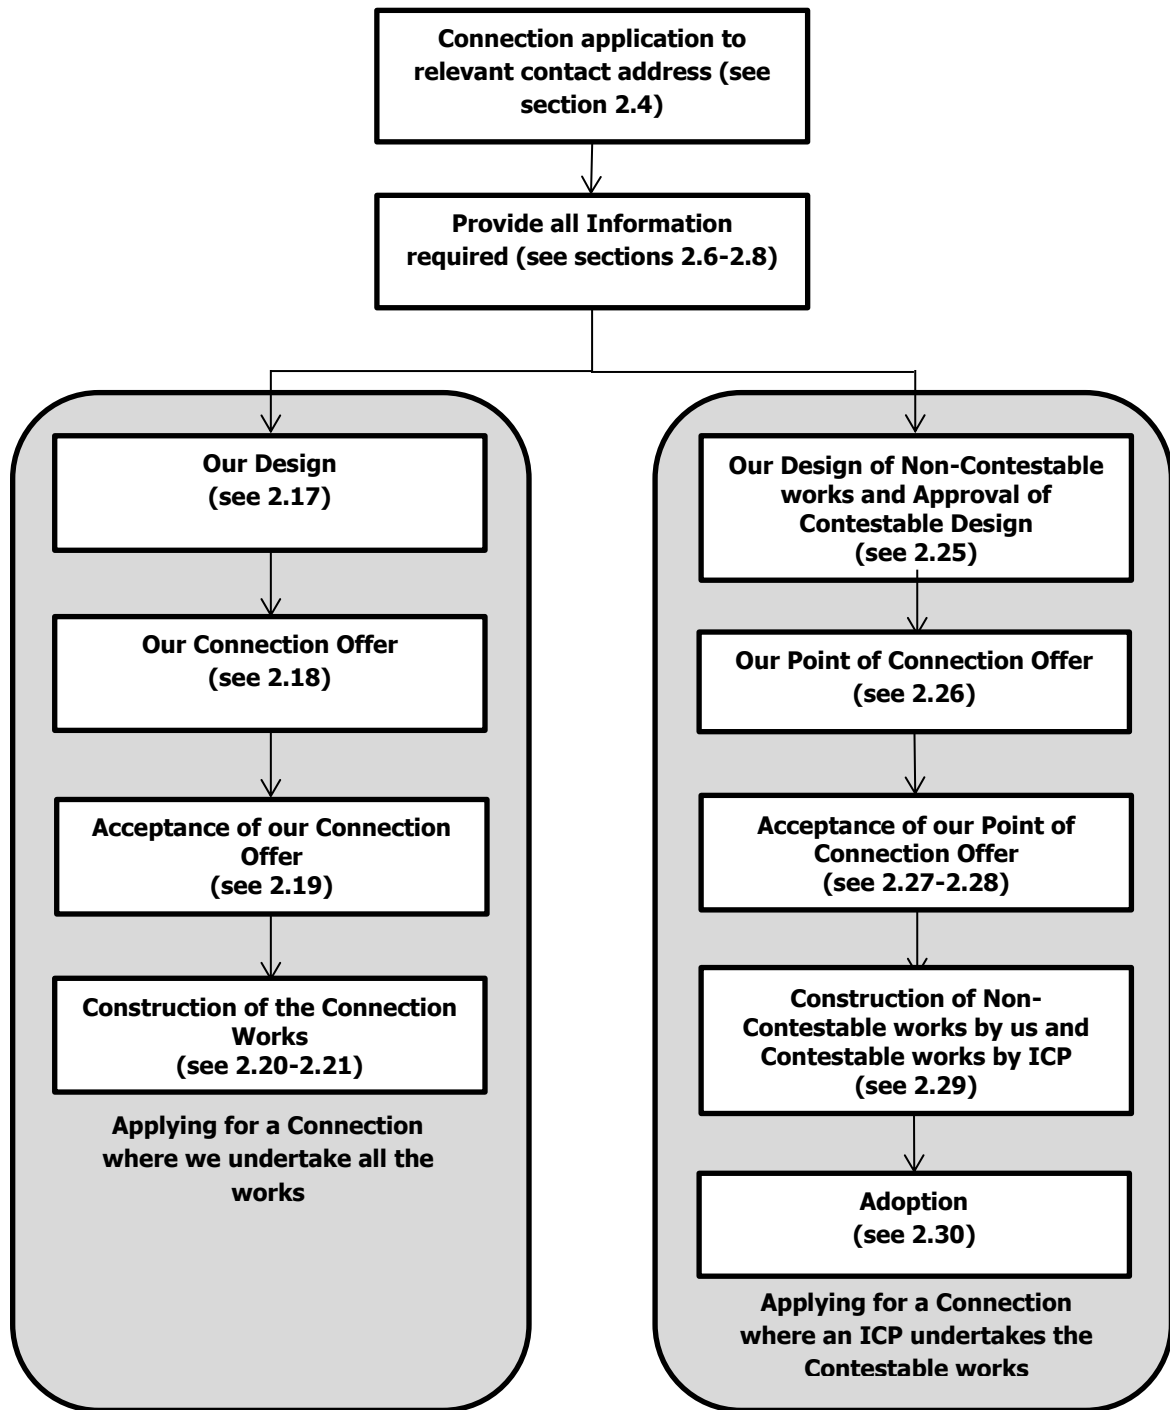 Connection application to
relevant contact address (see
section 2.4)
Provide all Information
required (see sections 2.6-2.8)
Our Design
(see 2.17)
Our Connection Offer
(see 2.18)
Acceptance of our Connection
Offer
(see 2.19)
Construction of the Connection
Works
(see 2.20-2.21)
Applying for a Connection
where we undertake all the
works
Our Design of Non-Contestable
works and Approval of
Contestable Design
(see 2.25)
Our Point of Connection Offer
(see 2.26)
Acceptance of our Point of
Connection Offer
(see 2.27-2.28)
Construction of Non-
Contestable works by us and
Contestable works by ICP
(see 2.29)
Adoption
(see 2.30)
Applying for a Connection
where an ICP undertakes the
Contestable works